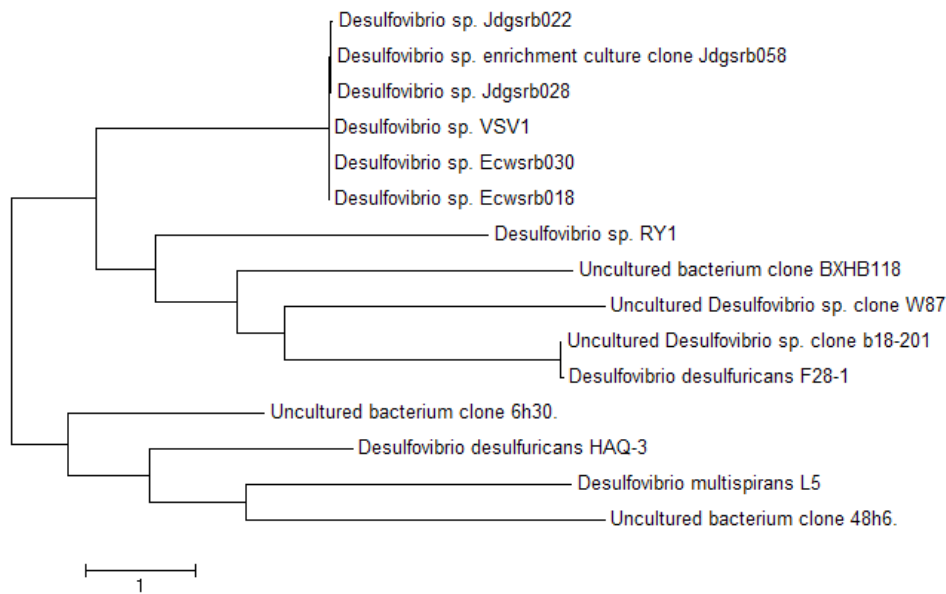 Desulfovibrio sp. Jdgsrb022
Desulfovibrio sp. enrichment culture clone Jdgsrb058
Desulfovibrio sp. Jdgsrb028
Desulfovibrio sp. VSV1
Desulfovibrio sp. Ecwsrb030
Desulfovibrio sp. Ecwsrb018
Desulfovibrio sp. RY1
Uncultured bacterium clone BXHB118
Uncultured Desulfovibrio sp. clone W87
Uncultured Desulfovibrio sp. clone b18-201
Desulfovibrio desulfuricans F28-1
Uncultured bacterium clone 6h30.
Desulfovibrio desulfuricans HAQ-3
Desulfovibrio multispirans L5
Uncultured bacterium clone 48h6.
1